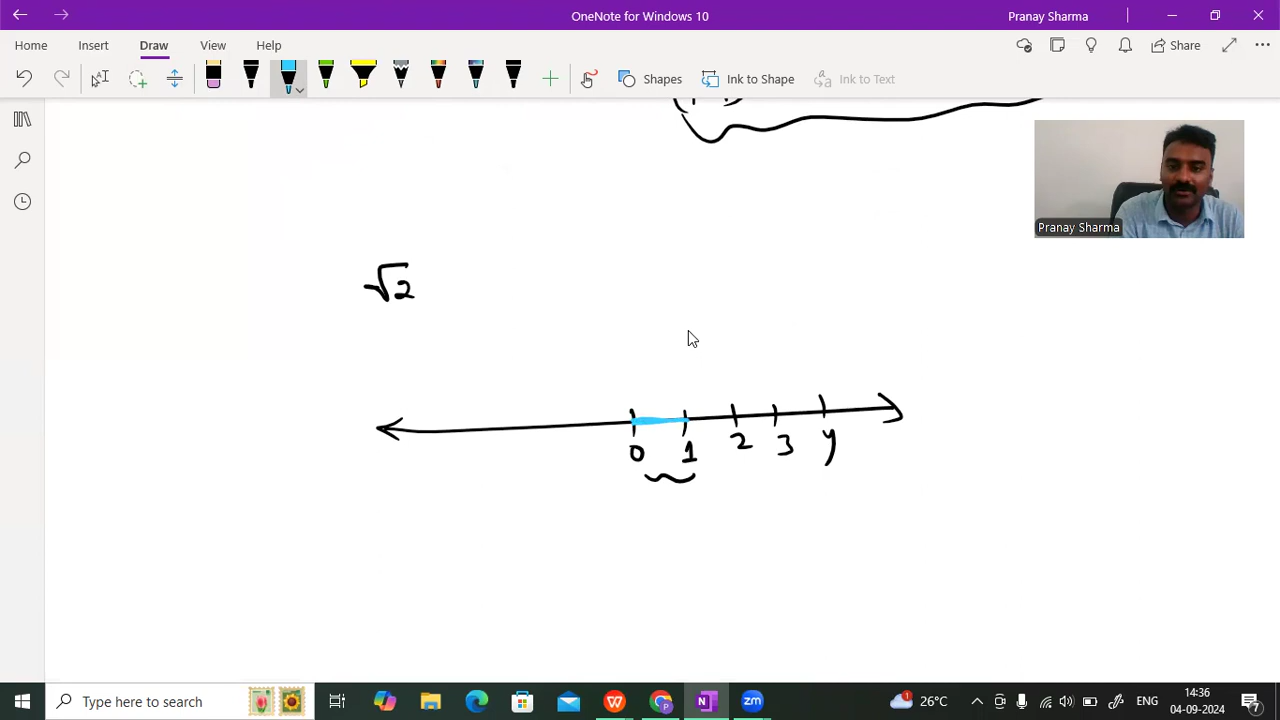 OneNote for Windows 10
Pranay Sharma
Home Insert Draw View Help
Share
Shapes Ink to Shape Ink to Text
Pranay Sharma
√2
0 1 2 3 y
Type here to search
26°C ENG 14:36
04-09-2024